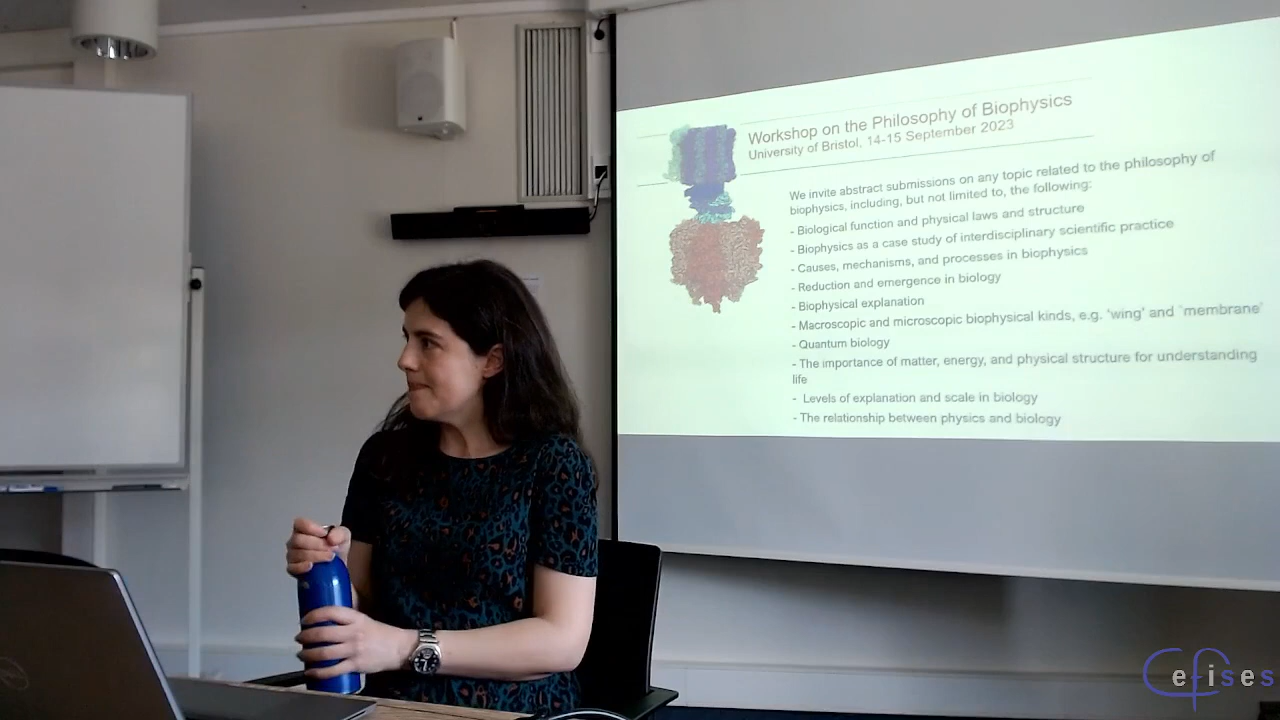 Workshop on the Philosophy of Biophysics
University of Bristol, 14-15 September 2023
We invite abstract submissions on any topic related to the philosophy of
biophysics, including, but not limited to, the following:
- Biological function and physical laws and structure
- Biophysics as a case study of interdisciplinary scientific practice
- Causes, mechanisms, and processes in biophysics
- Reduction and emergence in biology
- Biophysical explanation
- Macroscopic and microscopic biophysical kinds, e.g. 'wing' and `membrane'
- Quantum biology
- The importance of matter, energy, and physical structure for understanding
life
- Levels of explanation and scale in biology
- The relationship between physics and biology
Cefises